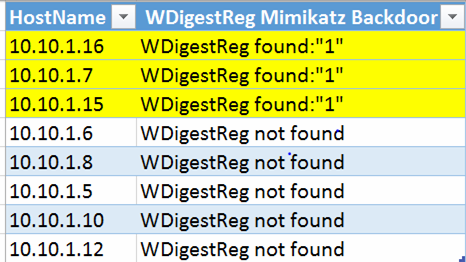 HostName WDigestReg Mimikatz Backdoor
10.10.1.16 WDigestReg found:"1"
10.10.1.7 WDigestReg found:"1"
10.10.1.15 WDigestReg found:"1"
10.10.1.6 WDigestReg not found
10.10.1.8 WDigestReg not found
10.10.1.5 WDigestReg not found
10.10.1.10 WDigestReg not found
10.10.1.12 WDigestReg not found